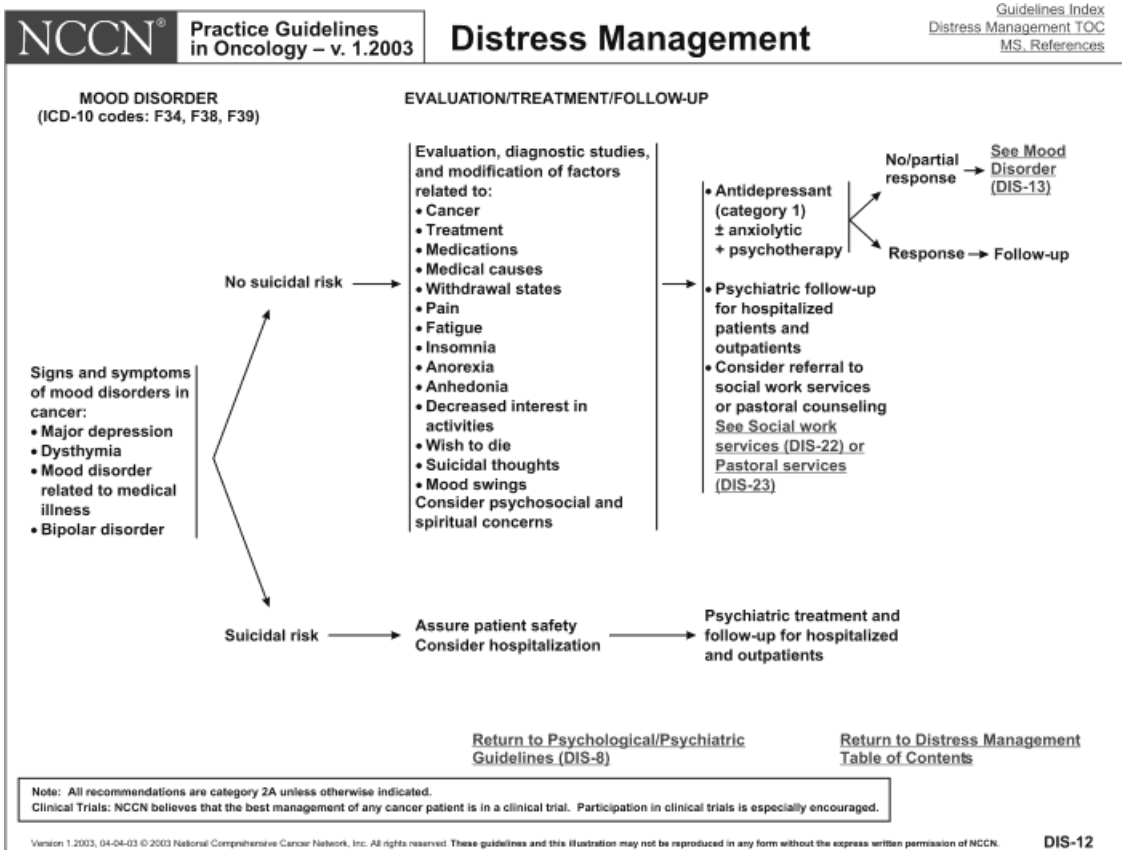 NCCN®
Practice Guidelines
in Oncology – v. 1.2003
Distress Management
Guidelines Index
Distress Management TOC
MS, References
MOOD DISORDER
(ICD-10 codes: F34, F38, F39)
EVALUATION/TREATMENT/FOLLOW-UP
Signs and symptoms
of mood disorders in
cancer:
• Major depression
• Dysthymia
• Mood disorder
related to medical
illness
• Bipolar disorder
No suicidal risk
Evaluation, diagnostic studies,
and modification of factors
related to:
• Cancer
• Treatment
• Medications
• Medical causes
• Withdrawal states
• Pain
• Fatigue
• Insomnia
• Anorexia
• Anhedonia
• Decreased interest in
activities
• Wish to die
• Suicidal thoughts
• Mood swings
Consider psychosocial and
spiritual concerns
• Antidepressant
(category 1)
± anxiolytic
+ psychotherapy
No/partial
response
See Mood
Disorder
(DIS-13)
Response
Follow-up
• Psychiatric follow-up
for hospitalized
patients and
outpatients
• Consider referral to
social work services
or pastoral counseling
See Social work
services (DIS-22) or
Pastoral services
(DIS-23)
Suicidal risk
Assure patient safety
Consider hospitalization
Psychiatric treatment and
follow-up for hospitalized
and outpatients
Return to Psychological/Psychiatric
Guidelines (DIS-8)
Return to Distress Management
Table of Contents
Note: All recommendations are category 2A unless otherwise indicated.
Clinical Trials: NCCN believes that the best management of any cancer patient is in a clinical trial. Participation in clinical trials is especially encouraged.
Version 1.2003, 04-04-03 © 2003 National Comprehensive Cancer Network, Inc. All rights reserved. These guidelines and this illustration may not be reproduced in any form without the express written permission of NCCN.
DIS-12